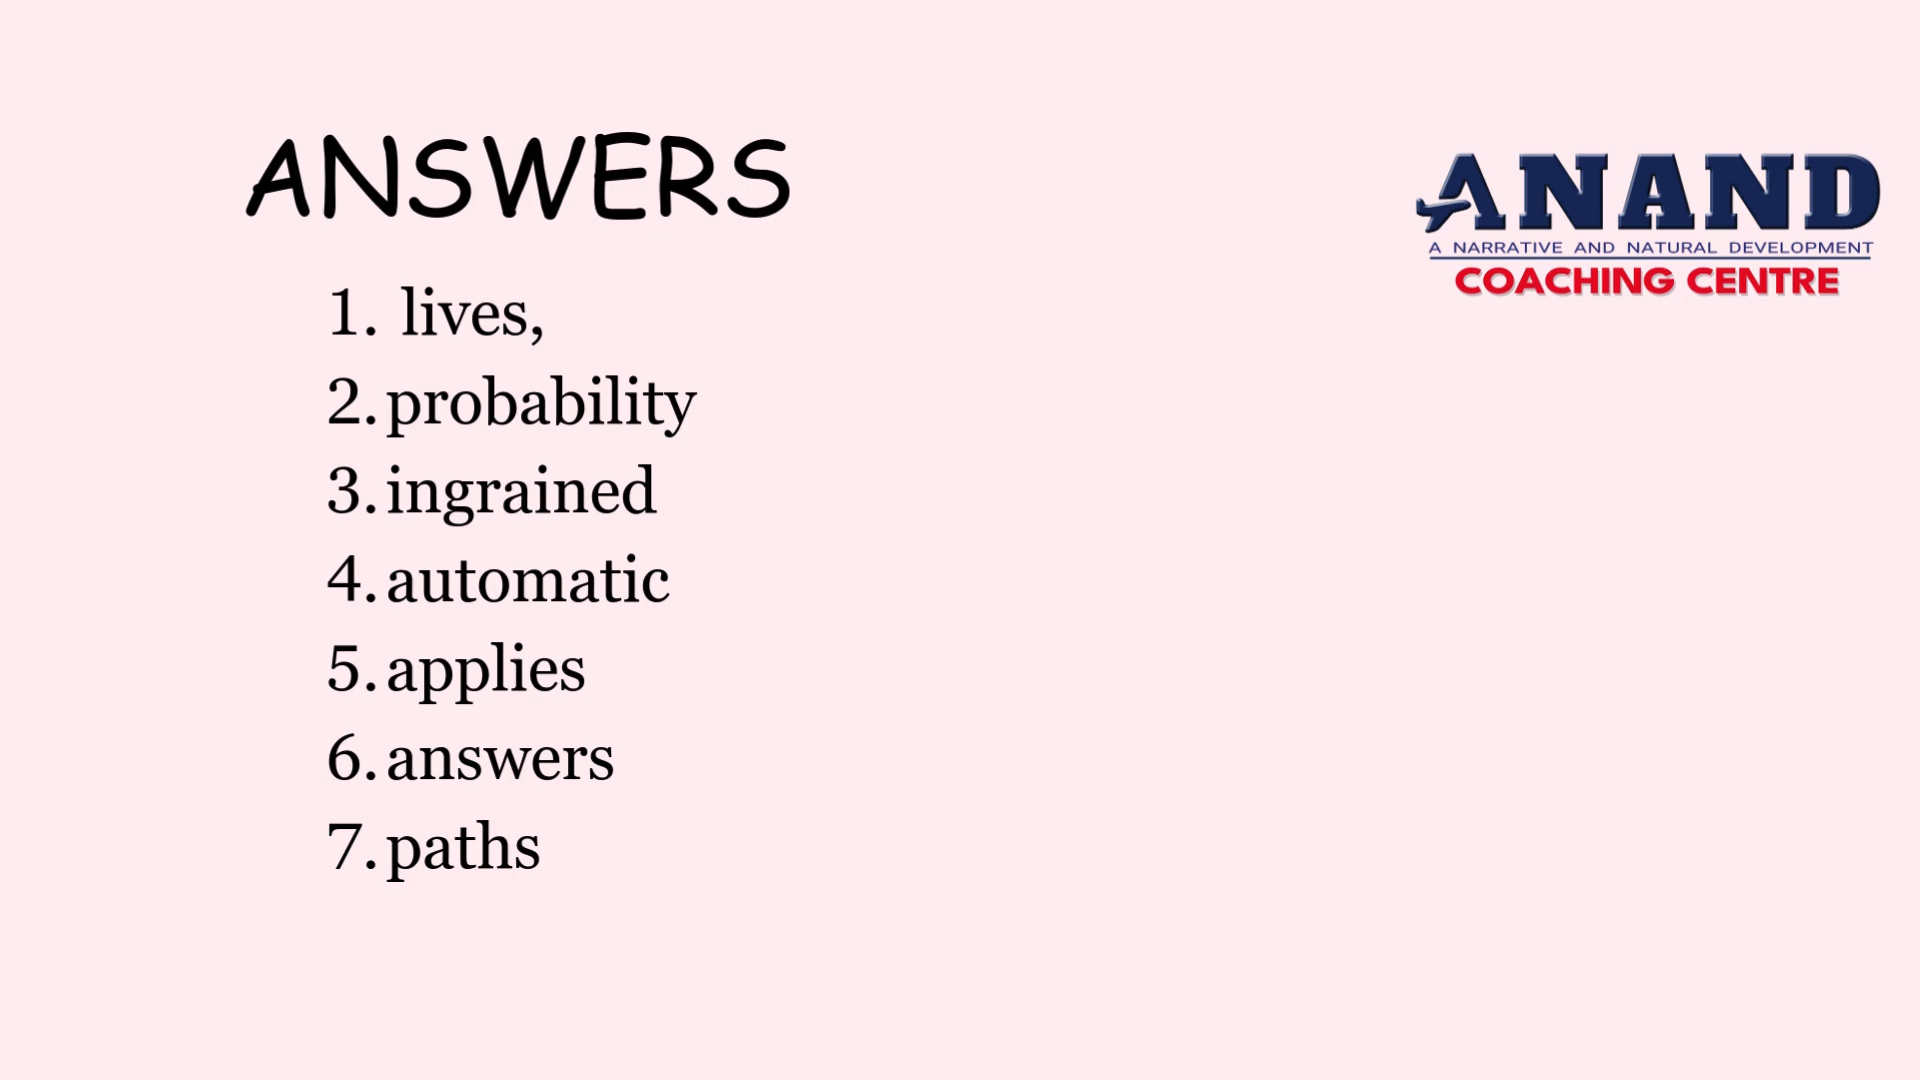 ANSWERS
1. lives,
2. probability
3. ingrained
4. automatic
5. applies
6. answers
7. paths
ANAND
A NARRATIVE AND NATURAL DEVELOPMENT
COACHING CENTRE